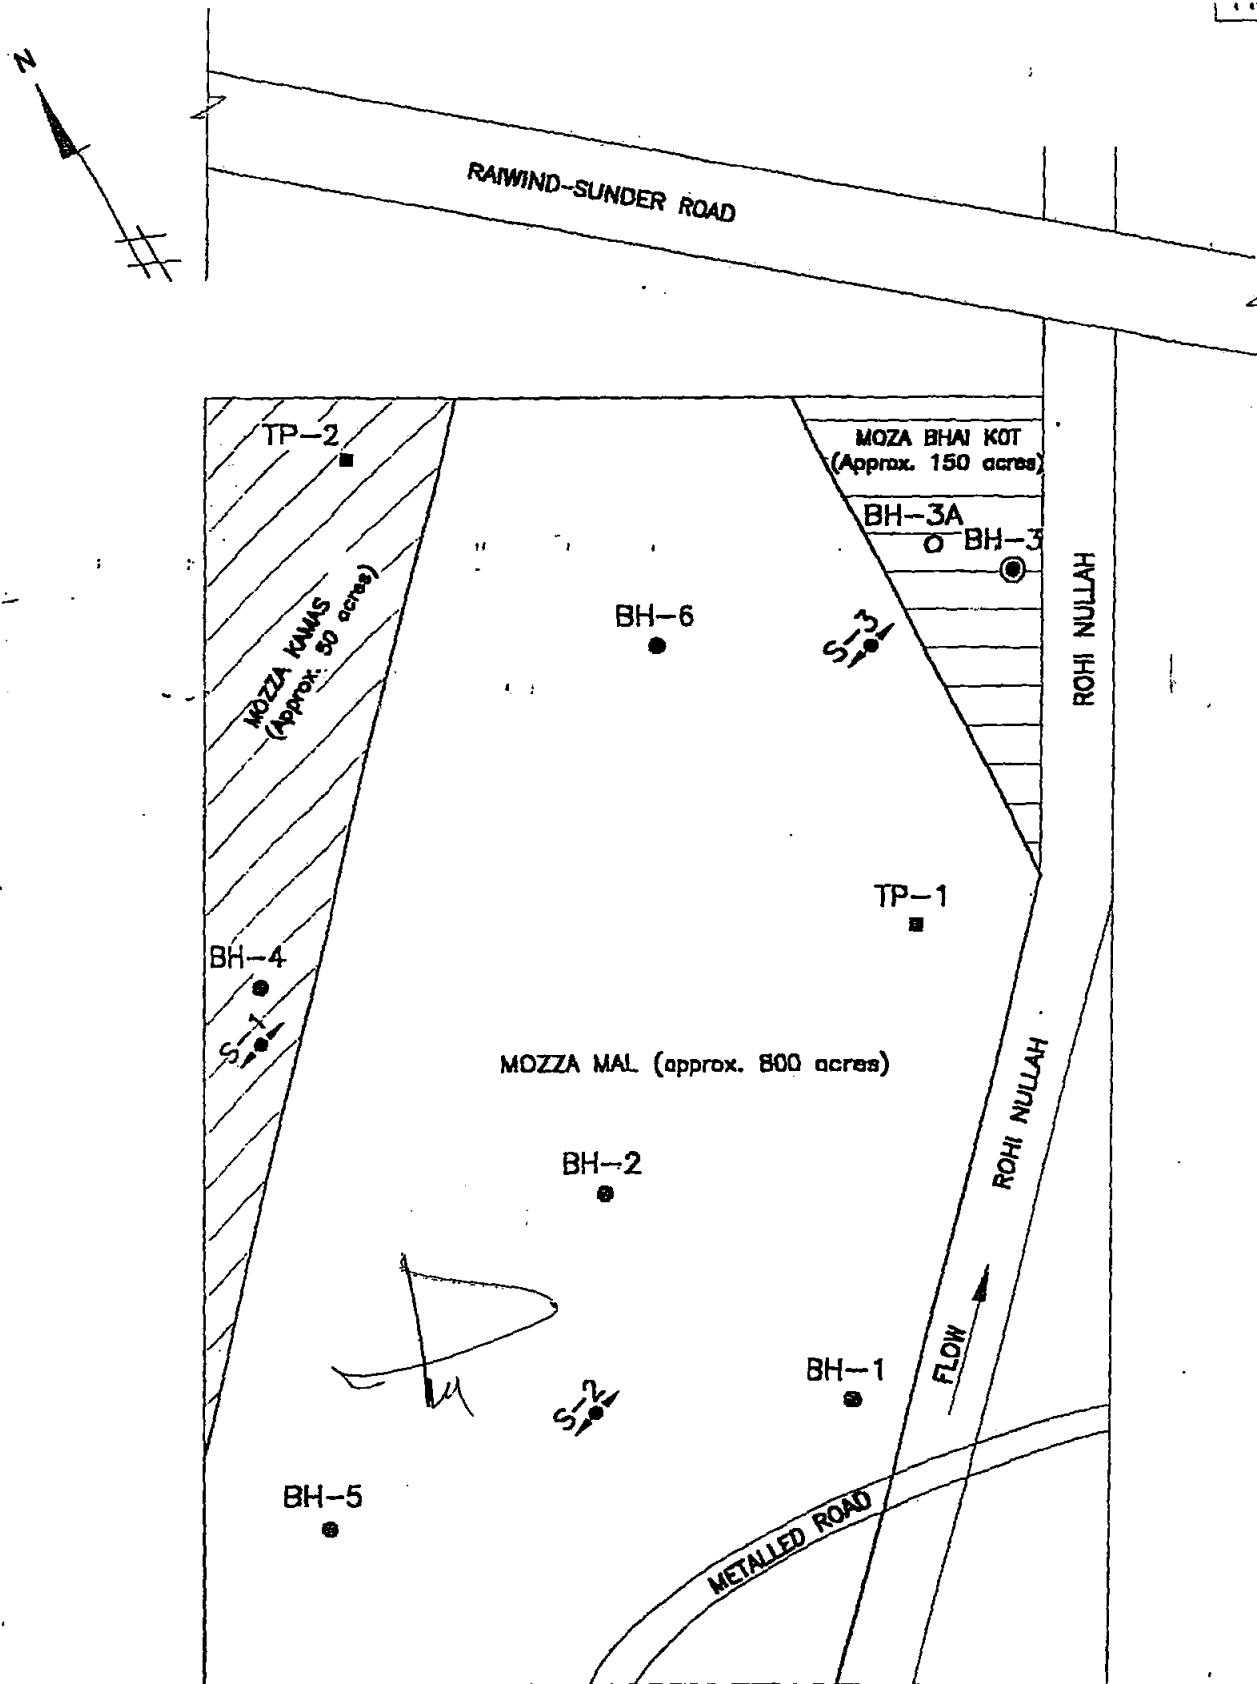 N
RAIWIND-SUNDER ROAD
TP-2
MOZA BHAI KOT
(Approx. 150 acres)
BH-3A
BH-3
MOZZA KAMAS
(Approx. 50 acres)
BH-6
S-3
ROHI NULLAH
TP-1
BH-4
S-1
MOZZA MAL (approx. 800 acres)
ROHI NULLAH
BH-2
FLOW
BH-1
S-2
BH-5
METALLED ROAD